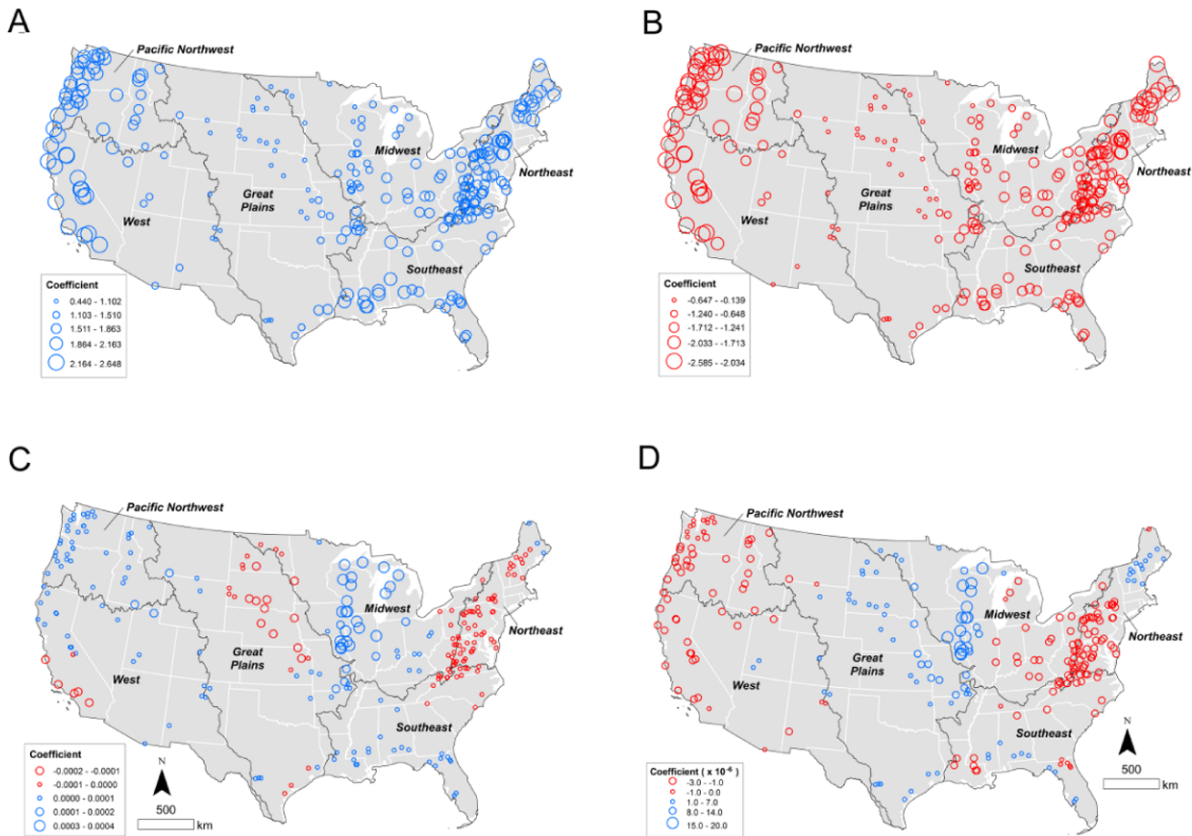 A
Pacific Northwest
Midwest
Northeast
Great
Plains
West
Southeast
Coefficient
0.440 - 1.102
1.103 - 1.510
1.511 - 1.863
1.864 - 2.163
2.164 - 2.648
B
Pacific Northwest
Midwest
Northeast
Great
Plains
West
Southeast
Coefficient
-0.647 - -0.139
-1.240 - -0.648
-1.712 - -1.241
-2.033 - -1.713
-2.585 - -2.034
C
Pacific Northwest
Midwest
Northeast
Great
Plains
West
Southeast
Coefficient
-0.0002 - -0.0001
-0.0001 - 0.0000
0.0000 - 0.0001
0.0001 - 0.0002
0.0003 - 0.0004
N
500
km
D
Pacific Northwest
Midwest
Northeast
Great
Plains
West
Southeast
Coefficient ( x 10⁻⁶)
-3.0 - -1.0
-1.0 - 0.0
1.0 - 7.0
8.0 - 14.0
15.0 - 20.0
N
500
km